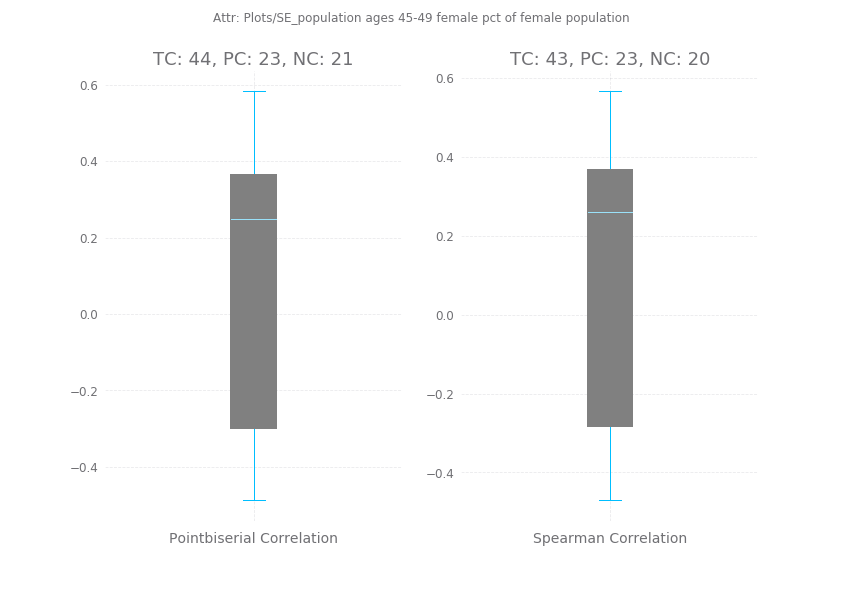 Attr: Plots/SE_population ages 45-49 female pct of female population
TC: 44, PC: 23, NC: 21
0.6
0.4
0.2
0.0
−0.2
−0.4
Pointbiserial Correlation
TC: 43, PC: 23, NC: 20
0.6
0.4
0.2
0.0
−0.2
−0.4
Spearman Correlation